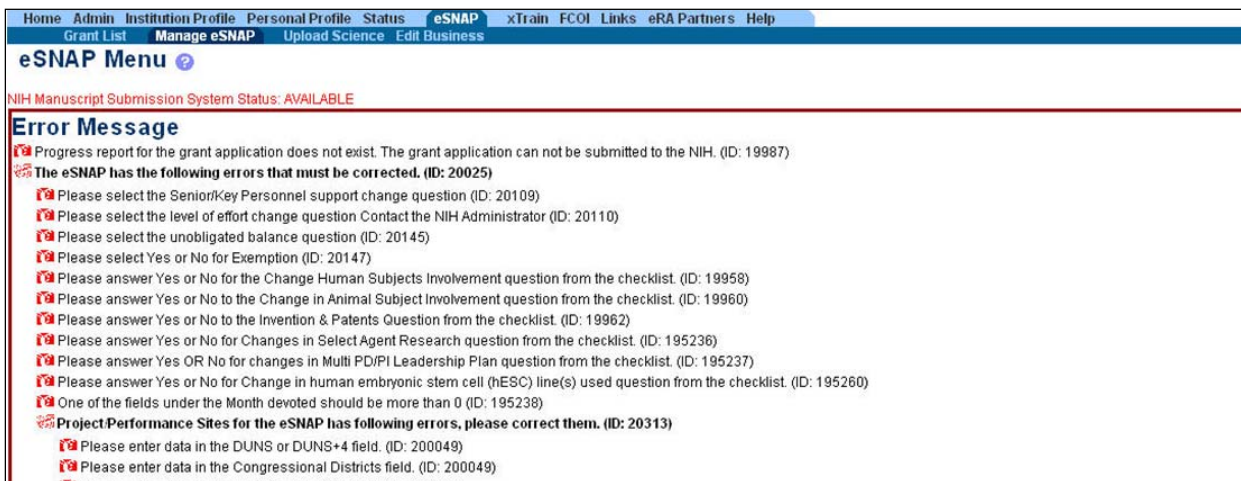 Home Admin Institution Profile Personal Profile Status eSNAP xTrain FCOI Links eRA Partners Help
Grant List Manage eSNAP Upload Science Edit Business
eSNAP Menu ?
NIH Manuscript Submission System Status: AVAILABLE
Error Message
Progress report for the grant application does not exist. The grant application can not be submitted to the NIH. (ID: 19987)
The eSNAP has the following errors that must be corrected. (ID: 20025)
Please select the Senior/Key Personnel support change question (ID: 20109)
Please select the level of effort change question Contact the NIH Administrator (ID: 20110)
Please select the unobligated balance question (ID: 20145)
Please select Yes or No for Exemption (ID: 20147)
Please answer Yes or No for the Change Human Subjects Involvement question from the checklist. (ID: 19958)
Please answer Yes or No to the Change in Animal Subject Involvement question from the checklist. (ID: 19960)
Please answer Yes or No to the Invention & Patents Question from the checklist. (ID: 19962)
Please answer Yes or No for Changes in Select Agent Research question from the checklist. (ID: 195236)
Please answer Yes OR No for changes in Multi PD/PI Leadership Plan question from the checklist. (ID: 195237)
Please answer Yes or No for Change in human embryonic stem cell (hESC) line(s) used question from the checklist. (ID: 195260)
One of the fields under the Month devoted should be more than 0 (ID: 195238)
Project/Performance Sites for the eSNAP has following errors, please correct them. (ID: 20313)
Please enter data in the DUNS or DUNS+4 field. (ID: 200049)
Please enter data in the Congressional Districts field. (ID: 200049)